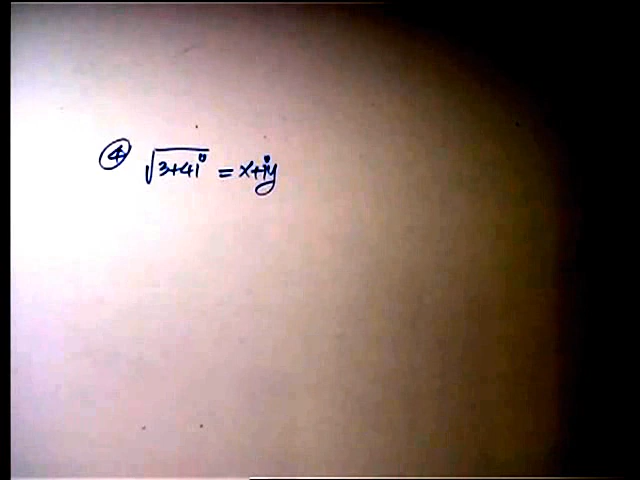 ④ √(3+4i) = x+iy